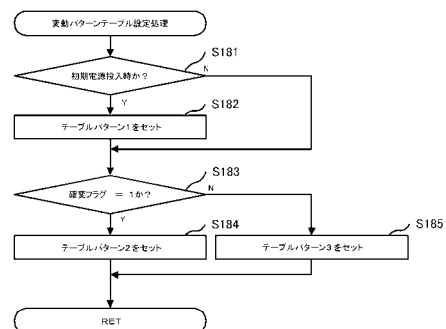 変動パターンテーブル設定処理
S181
初期電源投入時か?
N
Y
S182
テーブルパターン1をセット
S183
確変フラグ = 1か?
N
Y
S184
S185
テーブルパターン2をセット
テーブルパターン3をセット
RET